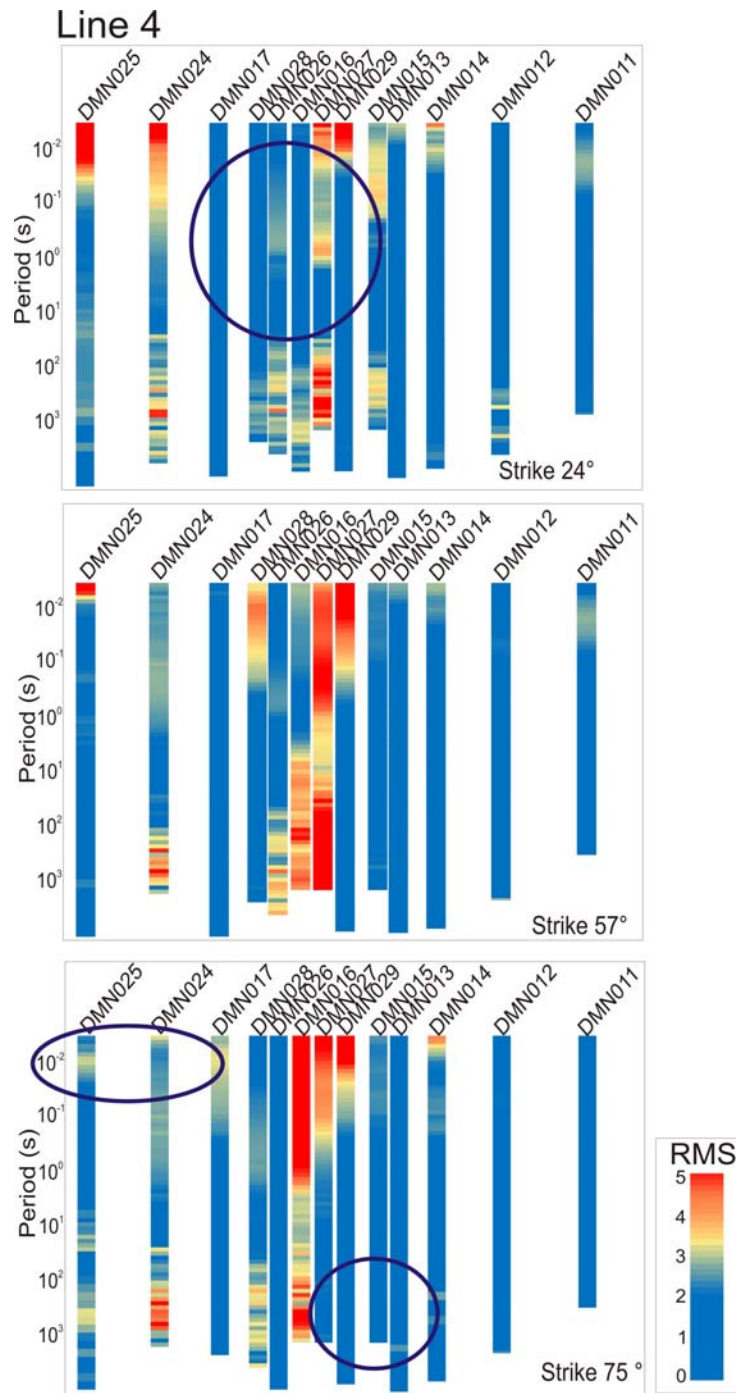 Line 4
DMN025 DMN024 DMN017 DMN028 DMN026 DMN016 DMN027 DMN029 DMN015 DMN013 DMN014 DMN012 DMN011
Period (s)
10⁻²
10⁻¹
10⁰
10¹
10²
10³
Strike 24°
DMN025 DMN024 DMN017 DMN028 DMN026 DMN016 DMN027 DMN029 DMN015 DMN013 DMN014 DMN012 DMN011
Period (s)
10⁻²
10⁻¹
10⁰
10¹
10²
10³
Strike 57°
DMN025 DMN024 DMN017 DMN028 DMN026 DMN016 DMN027 DMN029 DMN015 DMN013 DMN014 DMN012 DMN011
Period (s)
10⁻²
10⁻¹
10⁰
10¹
10²
10³
Strike 75 °
RMS
5
4
3
2
1
0